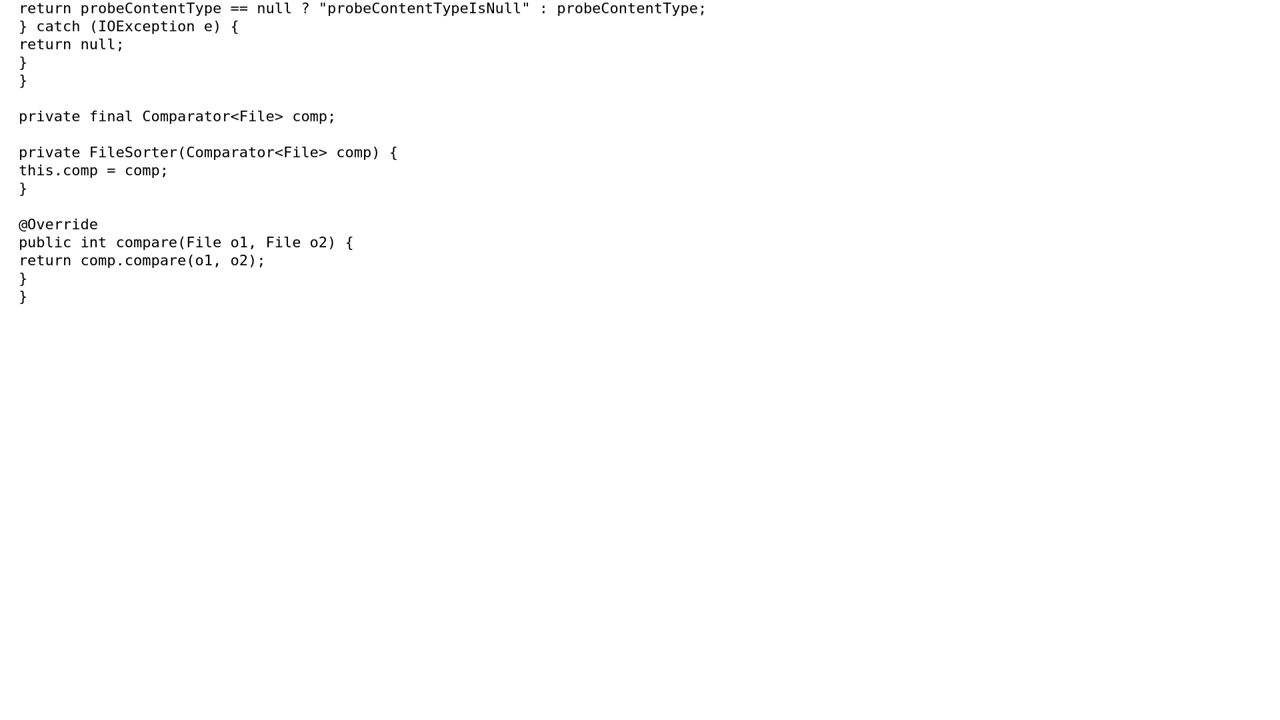 return probeContentType == null ? "probeContentTypeIsNull" : probeContentType;
} catch (IOException e) {
return null;
}
}

private final Comparator<File> comp;

private FileSorter(Comparator<File> comp) {
this.comp = comp;
}

@Override
public int compare(File o1, File o2) {
return comp.compare(o1, o2);
}
}